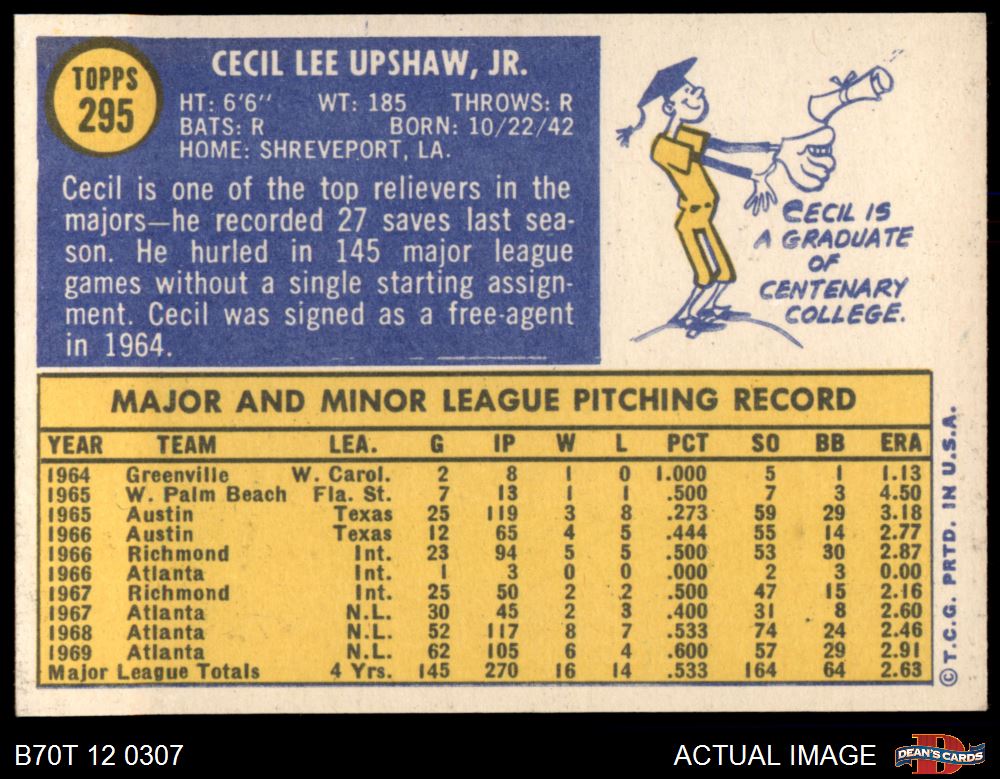 TOPPS
295
CECIL LEE UPSHAW, JR.
HT: 6'6" WT: 185 THROWS: R
BATS: R BORN: 10/22/42
HOME: SHREVEPORT, LA.
Cecil is one of the top relievers in the
majors—he recorded 27 saves last sea-
son. He hurled in 145 major league
games without a single starting assign-
ment. Cecil was signed as a free-agent
in 1964.
CECIL IS
A GRADUATE
OF
CENTENARY
COLLEGE.
MAJOR AND MINOR LEAGUE PITCHING RECORD
YEAR TEAM LEA. G IP W L PCT SO BB ERA
1964 Greenville W. Carol. 2 8 1 0 1.000 5 1 1.13
1965 W. Palm Beach Fla. St. 7 13 1 1 .500 7 3 4.50
1965 Austin Texas 25 119 3 8 .273 59 29 3.18
1966 Austin Texas 12 65 4 5 .444 55 14 2.77
1966 Richmond Int. 23 94 5 5 .500 53 30 2.87
1966 Atlanta Int. 1 3 0 0 .000 2 3 0.00
1967 Richmond Int. 25 50 2 2 .500 47 15 2.16
1967 Atlanta N.L. 30 45 2 3 .400 31 8 2.60
1968 Atlanta N.L. 52 117 8 7 .533 74 24 2.46
1969 Atlanta N.L. 62 105 6 4 .600 57 29 2.91
Major League Totals 4 Yrs. 145 270 16 14 .533 164 64 2.63
© T.C.G. PRTD. IN U.S.A.
B70T 12 0307
ACTUAL IMAGE
D
DEAN'S CARDS